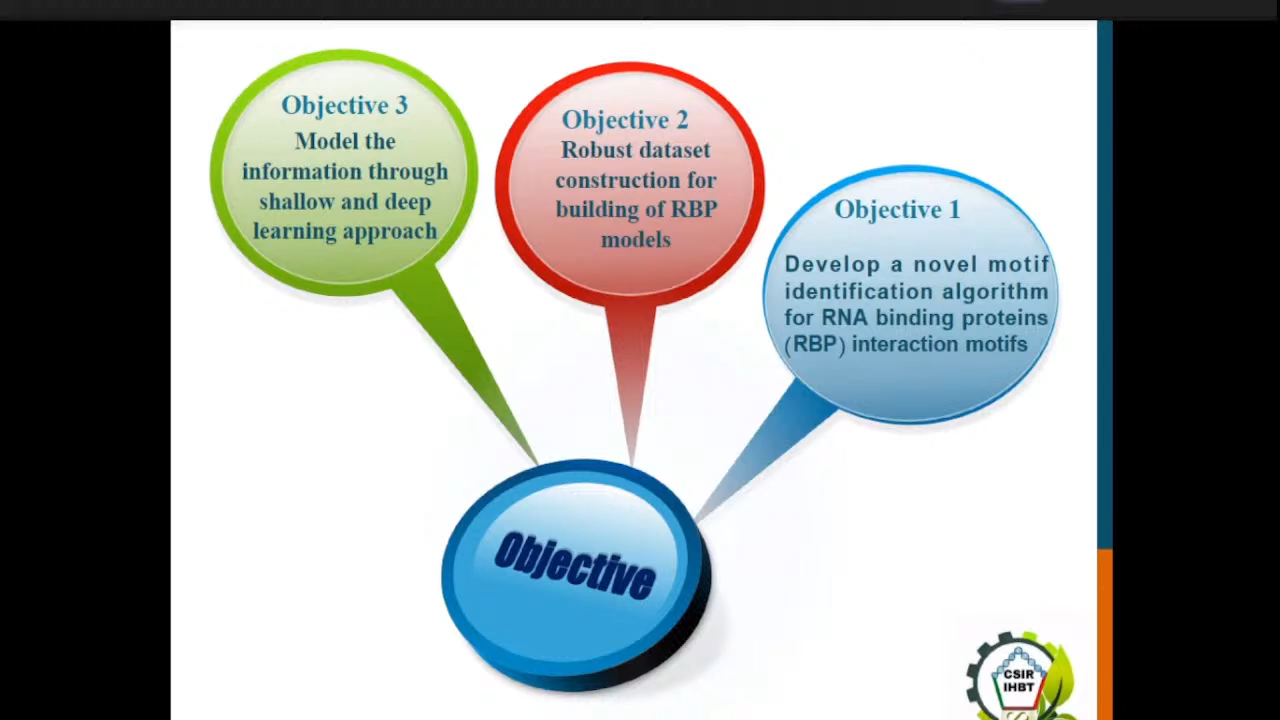 Objective 3
Model the
information through
shallow and deep
learning approach
Objective 2
Robust dataset
construction for
building of RBP
models
Objective 1
Develop a novel motif
identification algorithm
for RNA binding proteins
(RBP) interaction motifs
Objective
CSIR
IHBT